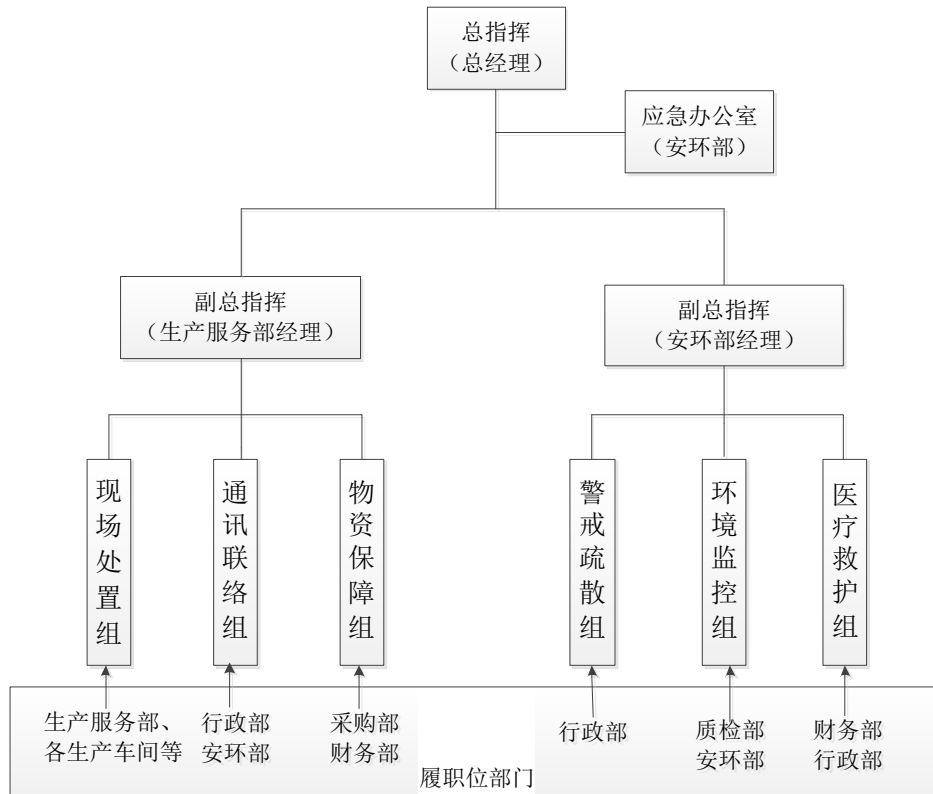 总指挥
（总经理）
应急办公室
（安环部）
副总指挥
（生产服务部经理）
副总指挥
（安环部经理）
现场处置组
通讯联络组
物资保障组
警戒疏散组
环境监控组
医疗救护组
生产服务部、
各生产车间等
行政部
安环部
采购部
财务部
行政部
质检部
安环部
财务部
行政部
履职位部门